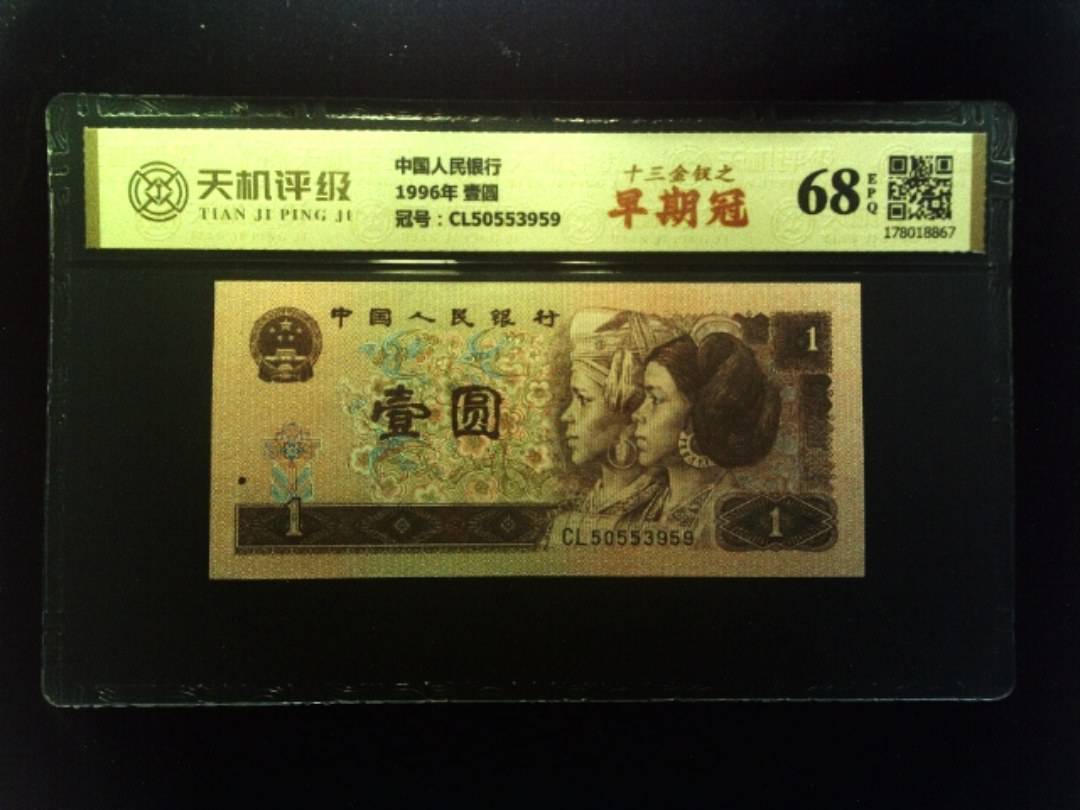 天机评级
TIAN JI PING JI
中国人民银行
1996年 壹圆
冠号：CL50553959
十三金钗之
早期冠
68
EPQ
178018867
中国人民银行
1
壹圆
1
CL50553959
1